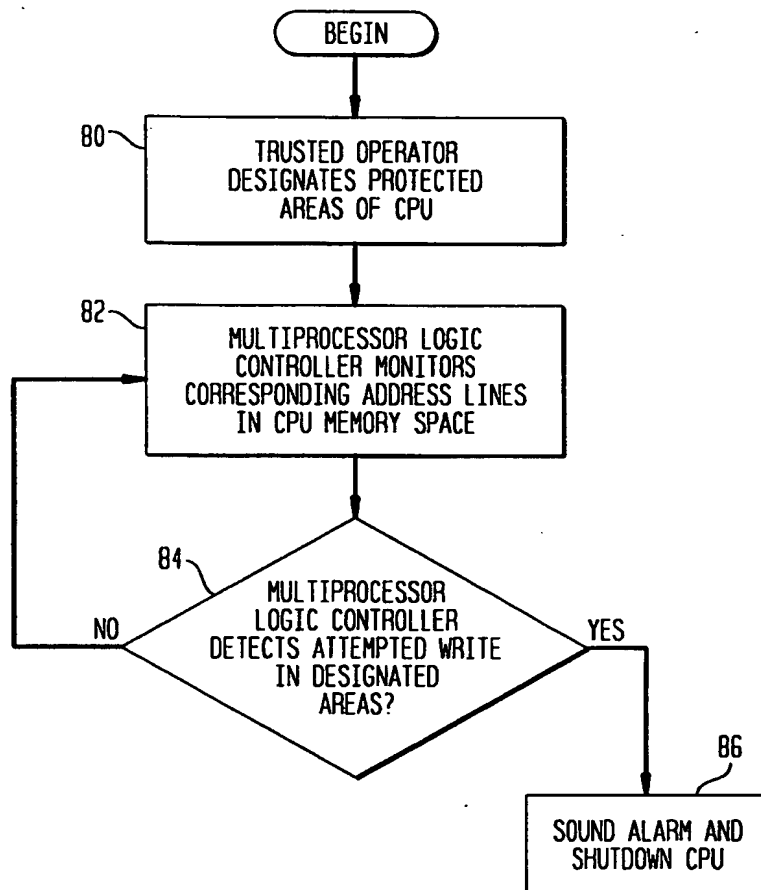 BEGIN
80
TRUSTED OPERATOR
DESIGNATES PROTECTED
AREAS OF CPU
82
MULTIPROCESSOR LOGIC
CONTROLLER MONITORS
CORRESPONDING ADDRESS LINES
IN CPU MEMORY SPACE
84
MULTIPROCESSOR
LOGIC CONTROLLER
DETECTS ATTEMPTED WRITE
IN DESIGNATED
AREAS?
NO
YES
86
SOUND ALARM AND
SHUTDOWN CPU